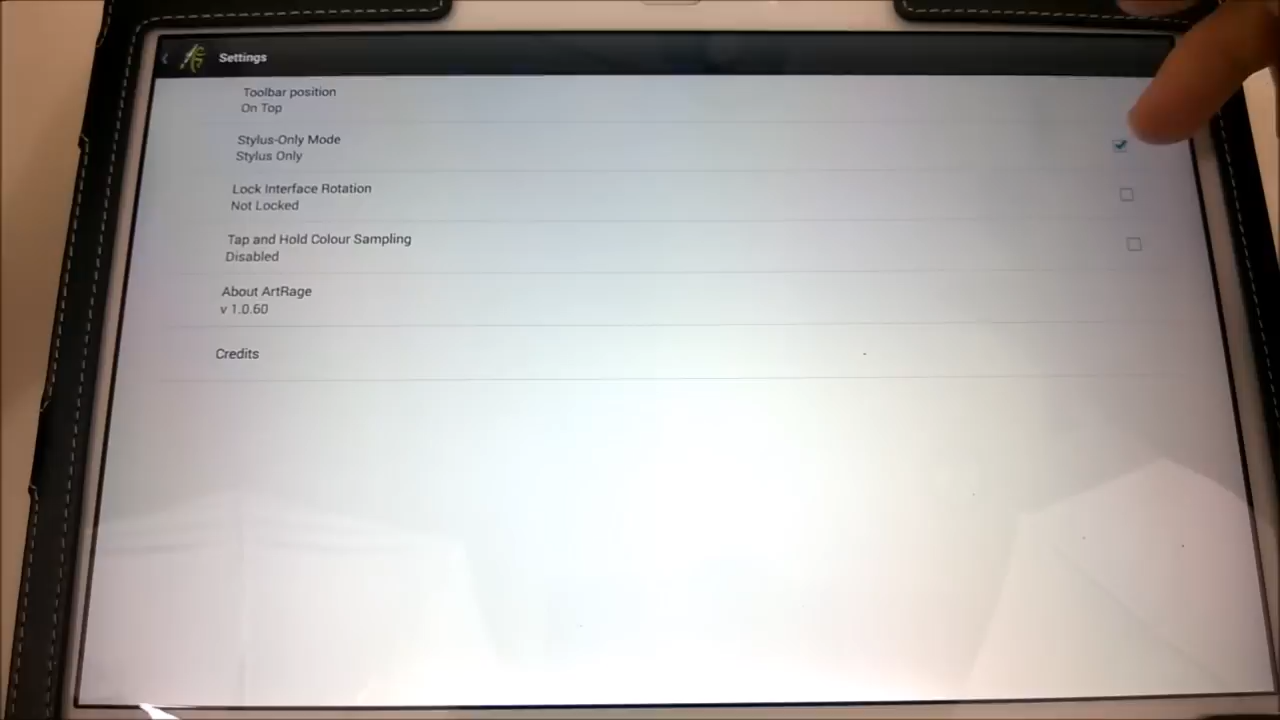 Settings
Toolbar position
On Top
Stylus-Only Mode
Stylus Only
Lock Interface Rotation
Not Locked
Tap and Hold Colour Sampling
Disabled
About ArtRage
v 1.0.60
Credits